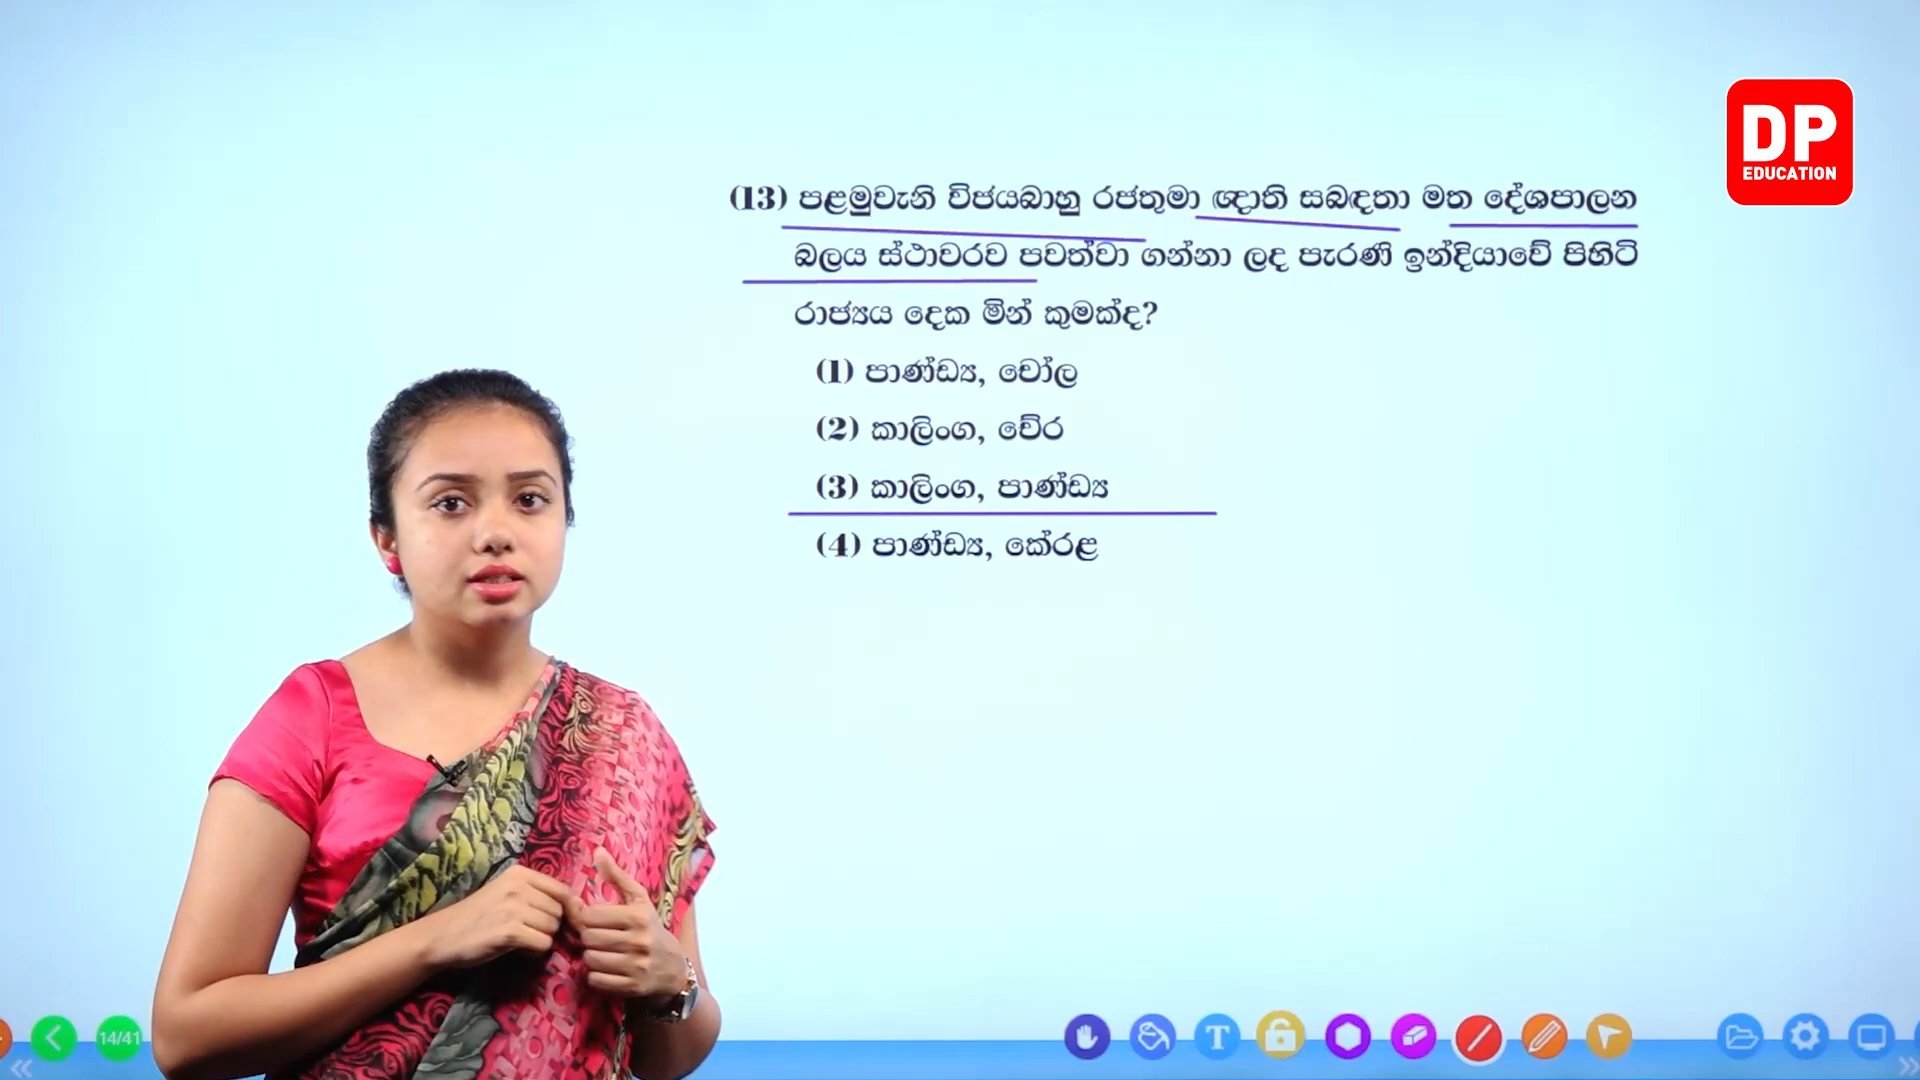 DP
EDUCATION
(13) පළමුවැනි විජයබාහු රජතුමා ඥාති සබඳතා මත දේශපාලන
බලය ස්ථාවරව පවත්වා ගන්නා ලද පැරණි ඉන්දියාවේ පිහිටි
රාජ්‍යය දෙක මින් කුමක්ද?
(1) පාණ්ඩ්‍ය, චෝල
(2) කාලිංග, චේර
(3) කාලිංග, පාණ්ඩ්‍ය
(4) පාණ්ඩ්‍ය, කේරළ
14/41
T